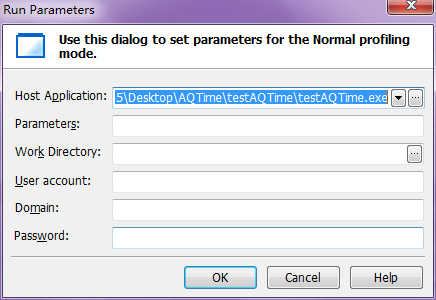 Run Parameters
Use this dialog to set parameters for the Normal profiling
mode.
Host Application: 5\Desktop\AQTime\testAQTime\testAQTime.exe
Parameters:
Work Directory:
User account:
Domain:
Password:
OK Cancel Help